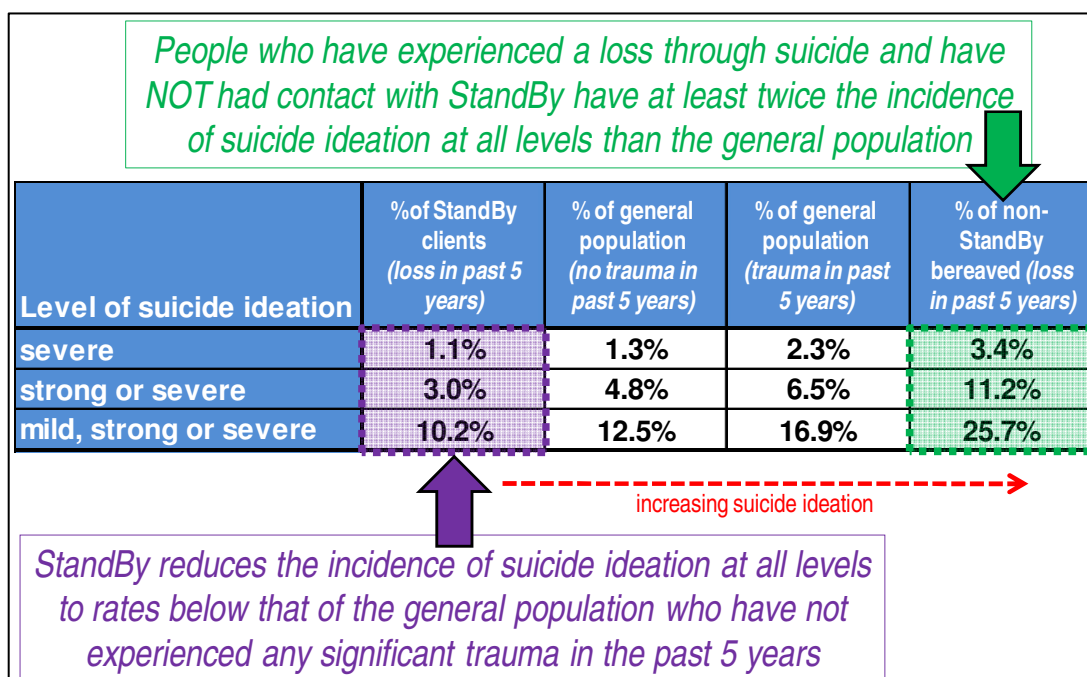 People who have experienced a loss through suicide and have
NOT had contact with StandBy have at least twice the incidence
of suicide ideation at all levels than the general population
Level of suicide ideation
%of StandBy
clients
(loss in past 5
years)
% of general
population
(no trauma in
past 5 years)
% of general
population
(trauma in past
5 years)
% of non-
StandBy
bereaved (loss
in past 5 years)
severe 1.1% 1.3% 2.3% 3.4%
strong or severe 3.0% 4.8% 6.5% 11.2%
mild, strong or severe 10.2% 12.5% 16.9% 25.7%
increasing suicide ideation
StandBy reduces the incidence of suicide ideation at all levels
to rates below that of the general population who have not
experienced any significant trauma in the past 5 years